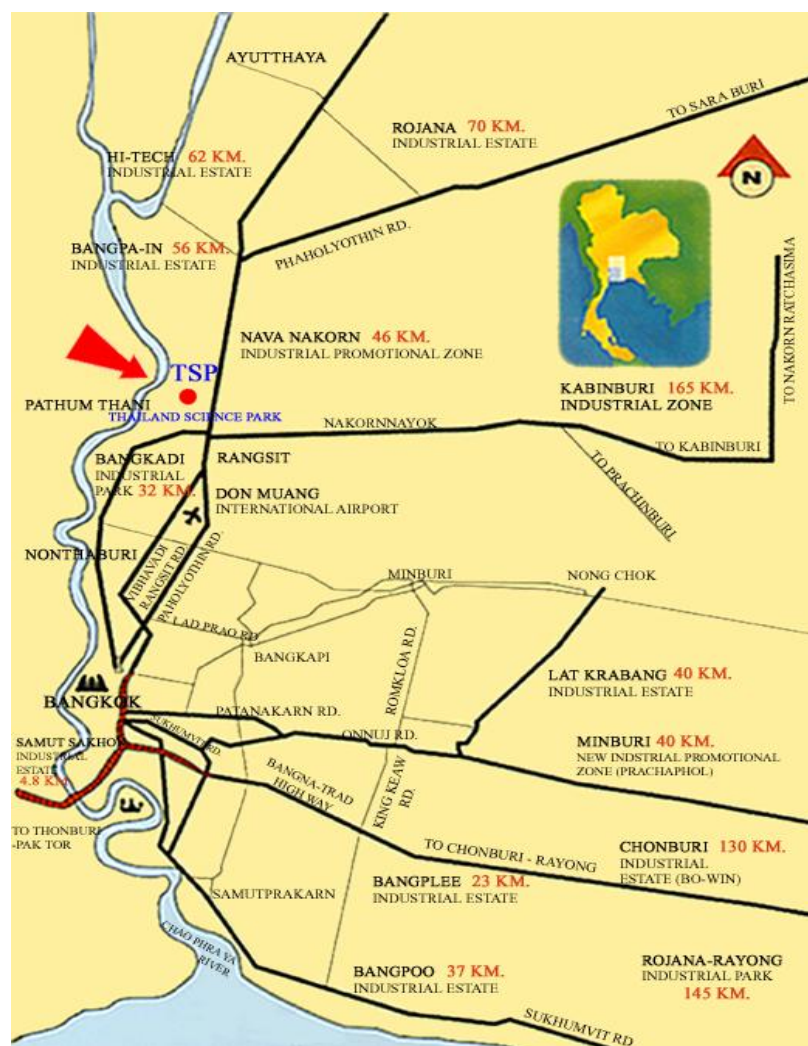 AYUTTHAYA
TO SARA BURI
ROJANA 70 KM.
INDUSTRIAL ESTATE
HI-TECH 62 KM.
INDUSTRIAL ESTATE
N
PHAHOLYOTHIN RD.
BANGPA-IN 56 KM.
INDUSTRIAL ESTATE
TO NAKORN RATCHASIMA
NAVA NAKORN 46 KM.
INDUSTRIAL PROMOTIONAL ZONE
TSP
KABINBURI 165 KM.
INDUSTRIAL ZONE
PATHUM THANI
THAILAND SCIENCE PARK
NAKORNNAYOK
TO KABINBURI
BANGKADI
INDUSTRIAL
PARK 32 KM.
RANGSIT
TO PRACHINBURI
DON MUANG
INTERNATIONAL AIRPORT
NONTHABURI
VIBHAVADI
RANGSIT RD.
PAHOLYOTHIN RD.
MINBURI
NONG CHOK
LAD PRAO RD
BANGKAPI
ROMKLOA RD.
LAT KRABANG 40 KM.
INDUSTRIAL ESTATE
BANGKOK
PATANAKARN RD.
SUKHUMVIT RD.
ONNUJ RD.
SAMUT SAKHON
INDUSTRIAL
ESTATE
4.8 KM
MINBURI 40 KM.
NEW INDSTRIAL PROMOTIONAL
ZONE (PRACHAPHOL)
BANGNA-TRAD
HIGH WAY
KING KEAW
RD.
TO THONBURI
-PAK TOR
TO CHONBURI - RAYONG
CHONBURI 130 KM.
INDUSTRIAL
ESTATE (BO-WIN)
SAMUTPRAKARN
BANGPLEE 23 KM.
INDUSTRIAL ESTATE
CHAO PHRA YA
RIVER
BANGPOO 37 KM.
INDUSTRIAL ESTATE
ROJANA-RAYONG
INDUSTRIAL PARK
145 KM.
SUKHUMVIT RD